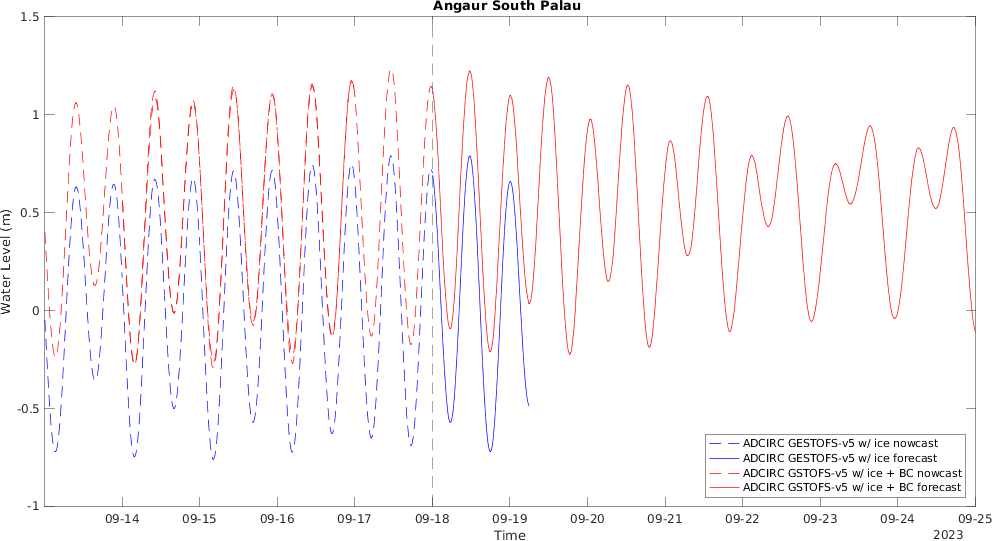 Angaur South Palau
1.5
1
0.5
0
-0.5
-1
Water Level (m)
09-14 09-15 09-16 09-17 09-18 09-19 09-20 09-21 09-22 09-23 09-24 09-25
Time
2023
ADCIRC GESTOFS-v5 w/ ice nowcast
ADCIRC GESTOFS-v5 w/ ice forecast
ADCIRC GSTOFS-v5 w/ ice + BC nowcast
ADCIRC GSTOFS-v5 w/ ice + BC forecast